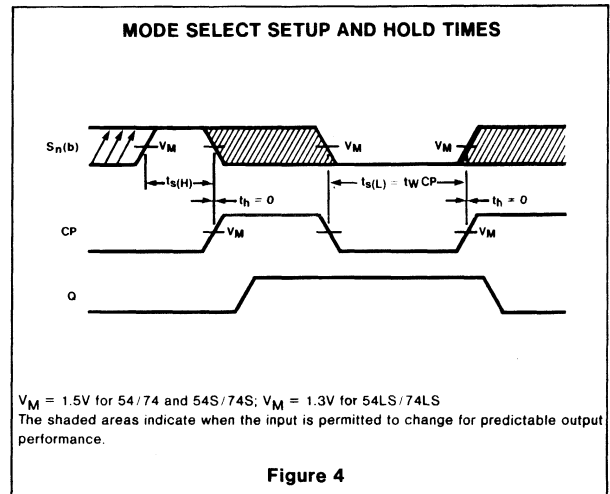 MODE SELECT SETUP AND HOLD TIMES
Sn(b)
VM
VM
VM
ts(H)
ts(L) = tW CP
th = 0
th = 0
CP
VM
VM
Q
VM = 1.5V for 54/74 and 54S/74S; VM = 1.3V for 54LS/74LS
The shaded areas indicate when the input is permitted to change for predictable output
performance.
Figure 4